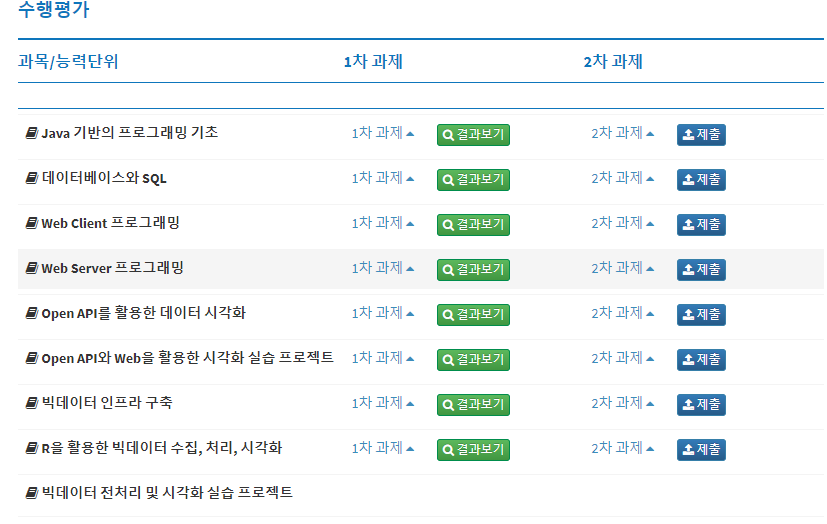 수행평가
과목/능력단위 1차 과제 2차 과제
Java 기반의 프로그래밍 기초 1차 과제 결과보기 2차 과제 제출
데이터베이스와 SQL 1차 과제 결과보기 2차 과제 제출
Web Client 프로그래밍 1차 과제 결과보기 2차 과제 제출
Web Server 프로그래밍 1차 과제 결과보기 2차 과제 제출
Open API를 활용한 데이터 시각화 1차 과제 결과보기 2차 과제 제출
Open API와 Web을 활용한 시각화 실습 프로젝트 1차 과제 결과보기 2차 과제 제출
빅데이터 인프라 구축 1차 과제 결과보기 2차 과제 제출
R을 활용한 빅데이터 수집, 처리, 시각화 1차 과제 결과보기 2차 과제 제출
빅데이터 전처리 및 시각화 실습 프로젝트